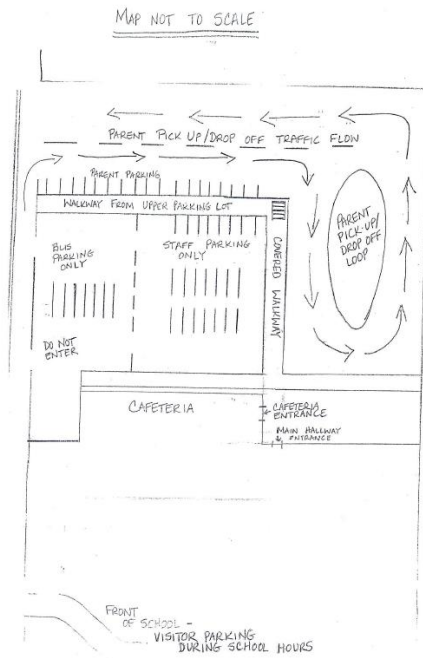 MAP NOT TO SCALE
PARENT PICK UP/DROP OFF TRAFFIC FLOW
PARENT PARKING
WALKWAY FROM UPPER PARKING LOT
BUS
PARKING
ONLY
STAFF PARKING
ONLY
COVERED WALKWAY
PARENT
PICK-UP/
DROP OFF
LOOP
DO NOT
ENTER
CAFETERIA
CAFETERIA
ENTRANCE
MAIN HALLWAY
ENTRANCE
FRONT
OF SCHOOL -
VISITOR PARKING
DURING SCHOOL HOURS